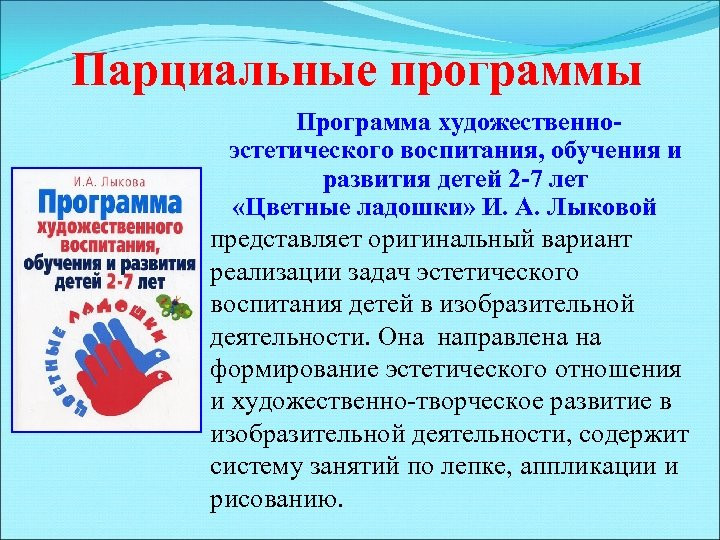 Парциальные программы
Программа художественно-
эстетического воспитания, обучения и
развития детей 2-7 лет
«Цветные ладошки» И. А. Лыковой
представляет оригинальный вариант
реализации задач эстетического
воспитания детей в изобразительной
деятельности. Она направлена на
формирование эстетического отношения
и художественно-творческое развитие в
изобразительной деятельности, содержит
систему занятий по лепке, аппликации и
рисованию.
И.А. Лыкова
Программа
художественного
воспитания,
обучения и развития
детей 2-7 лет
ЦВЕТНЫЕ ЛАДОШКИ